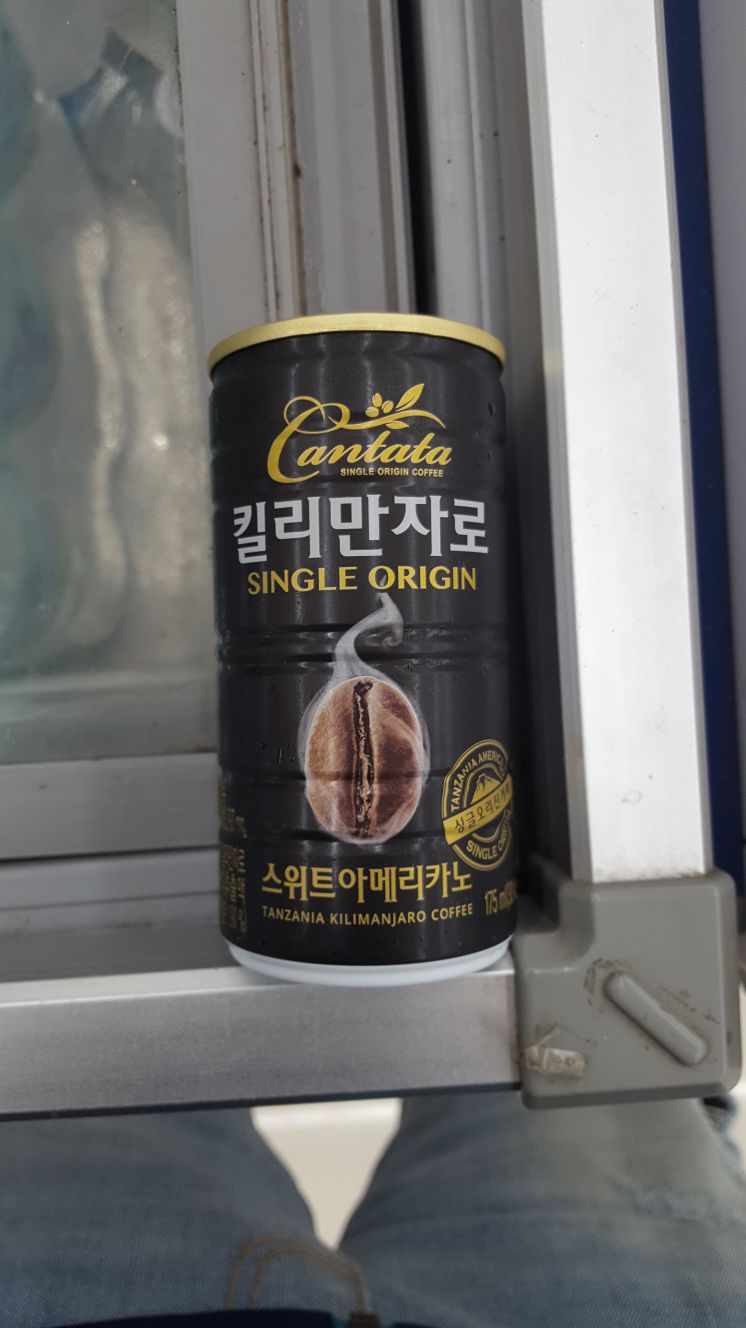 Cantata
SINGLE ORIGIN COFFEE
킬리만자로
SINGLE ORIGIN
TANZANIA AMERIC
싱글오리진커피
SINGLE ORIGIN
스위트아메리카노
TANZANIA KILIMANJARO COFFEE
175 ml